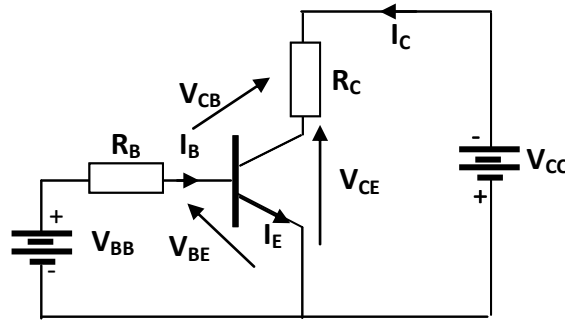 I_C
R_C
V_CB
R_B
I_B
-
V_CC
V_CE
+
+
V_BB
-
V_BE
I_E